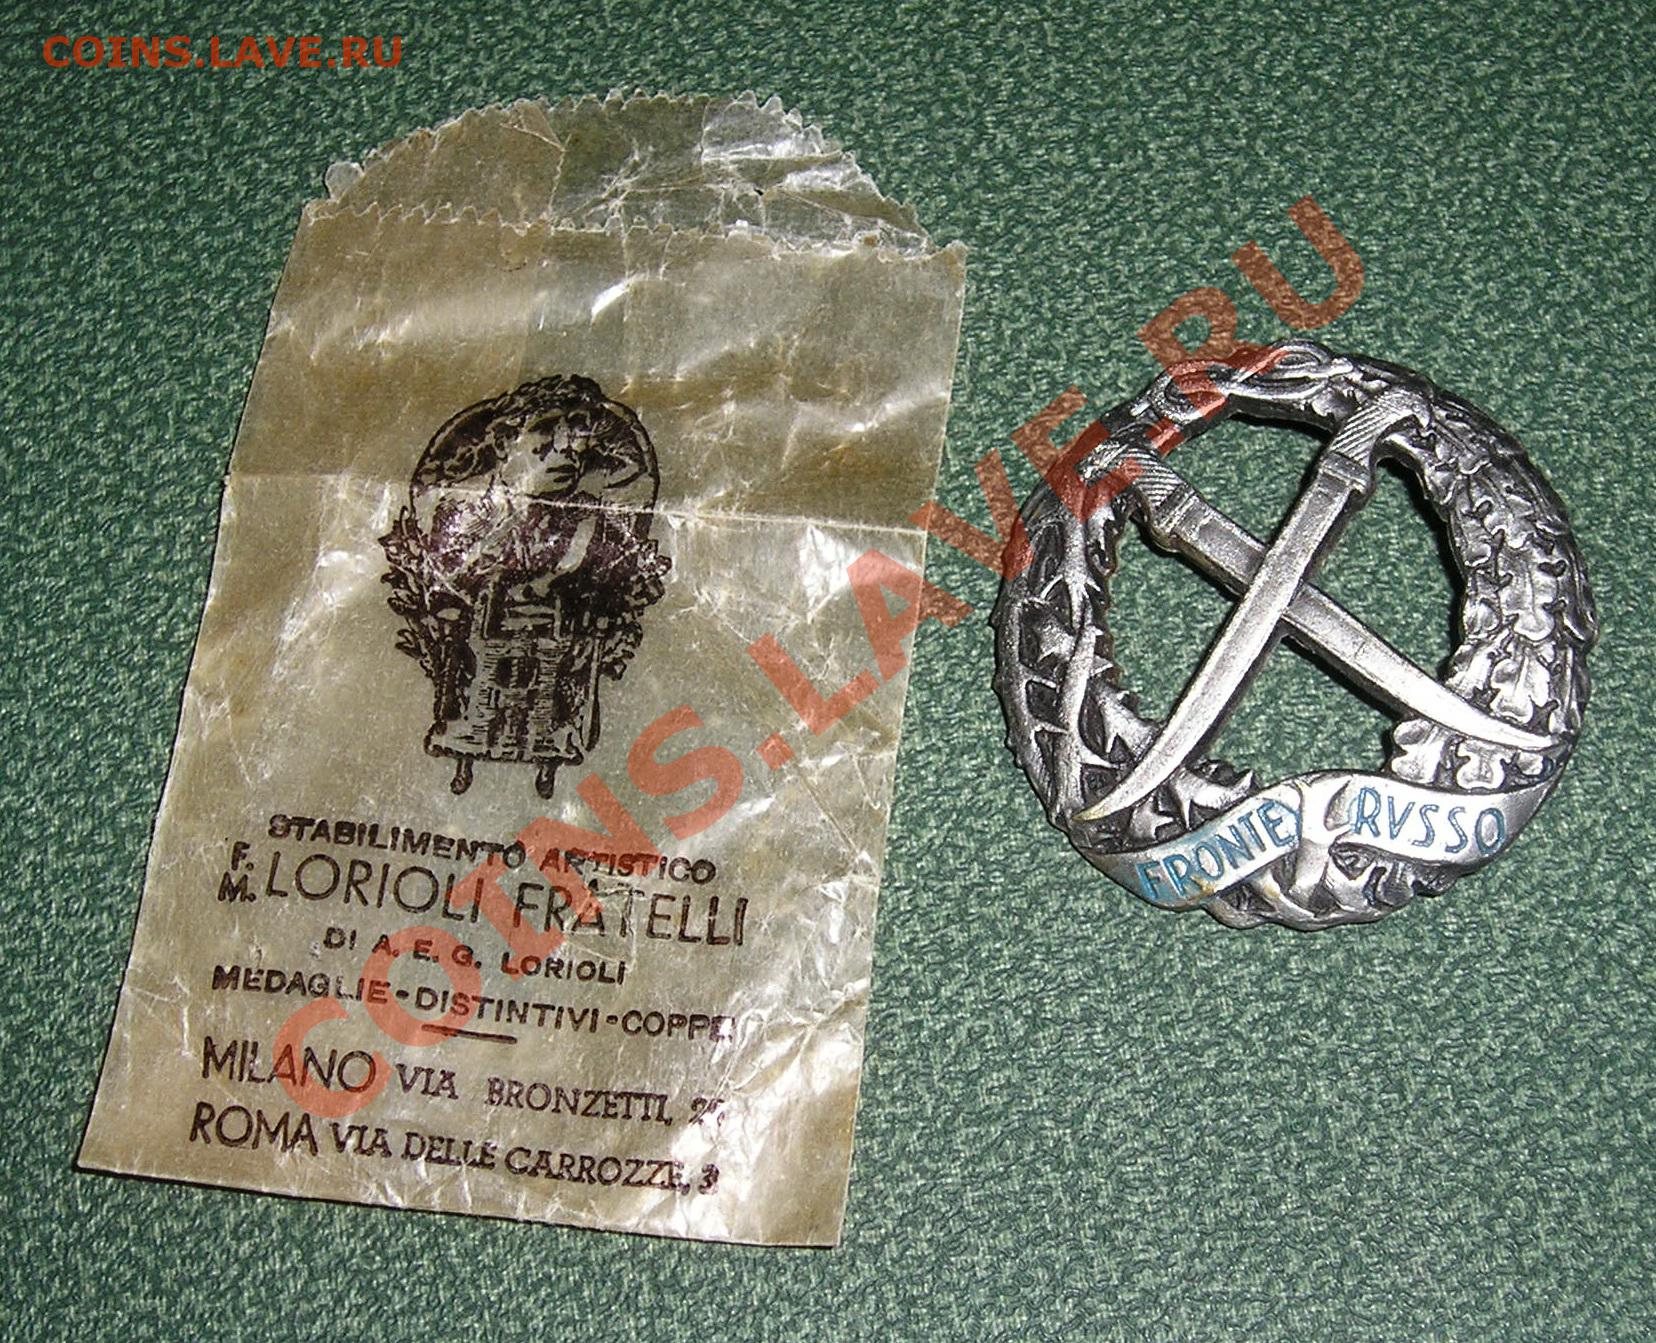 COINS.LAVE.RU
COINS.LAVE.RU
STABILIMENTO ARTISTICO
F.
M. LORIOLI FRATELLI
DI A. E. G. LORIOLI
MEDAGLIE-DISTINTIVI-COPPE
MILANO VIA BRONZETTI, 25
ROMA VIA DELLE CARROZZE, 3
FRONTE RVSSO